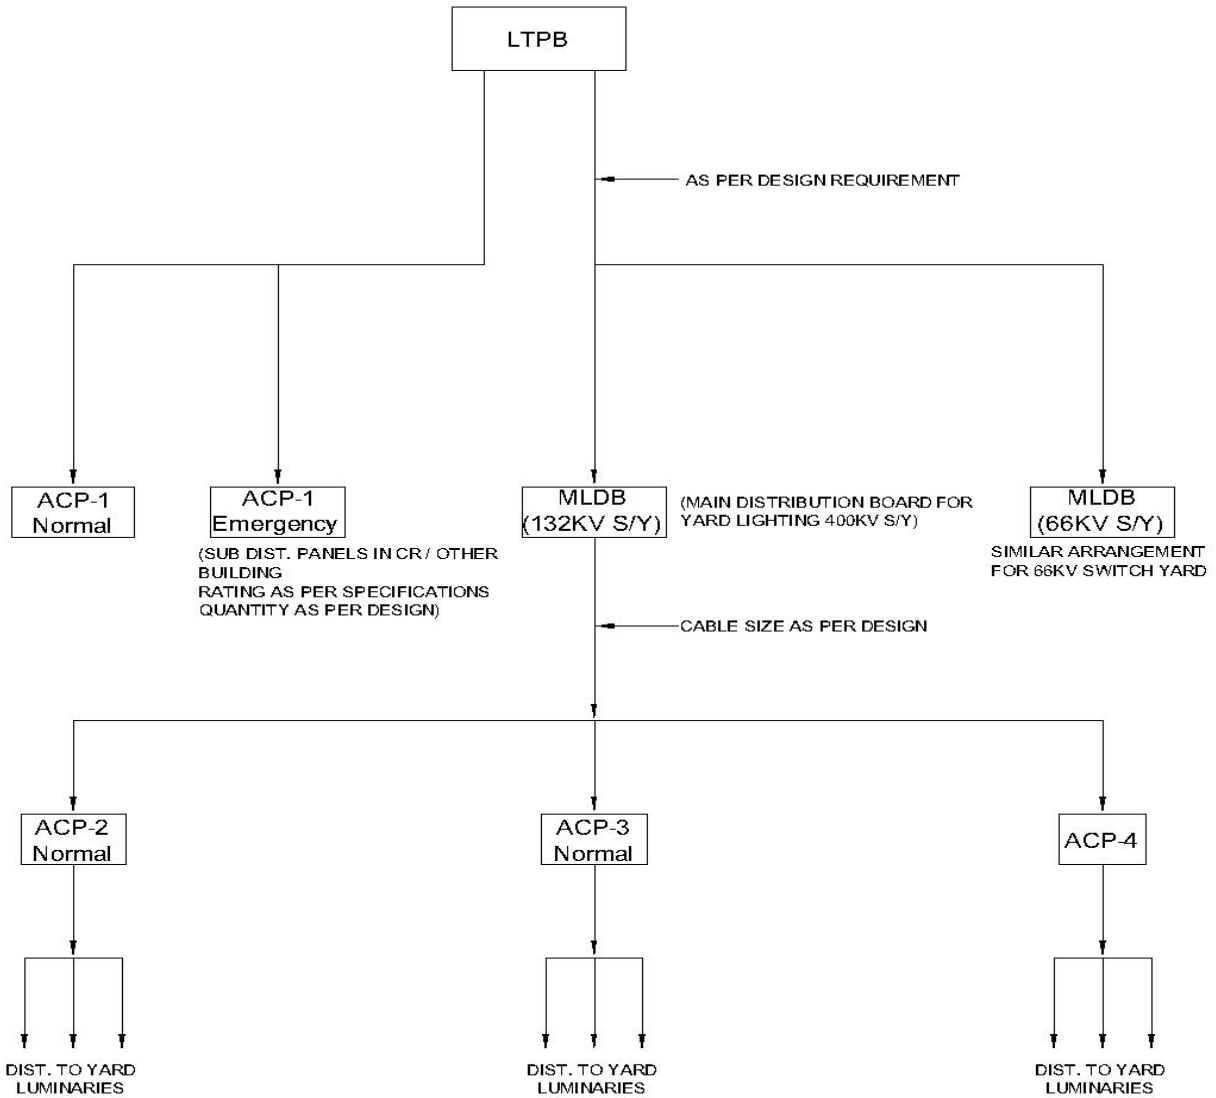 LTPB
AS PER DESIGN REQUIREMENT
ACP-1
Normal
ACP-1
Emergency
(SUB DIST. PANELS IN CR / OTHER
BUILDING
RATING AS PER SPECIFICATIONS
QUANTITY AS PER DESIGN)
MLDB
(132KV S/Y)
(MAIN DISTRIBUTION BOARD FOR
YARD LIGHTING 400KV S/Y)
MLDB
(66KV S/Y)
SIMILAR ARRANGEMENT
FOR 66KV SWITCH YARD
CABLE SIZE AS PER DESIGN
ACP-2
Normal
ACP-3
Normal
ACP-4
DIST. TO YARD
LUMINARIES
DIST. TO YARD
LUMINARIES
DIST. TO YARD
LUMINARIES